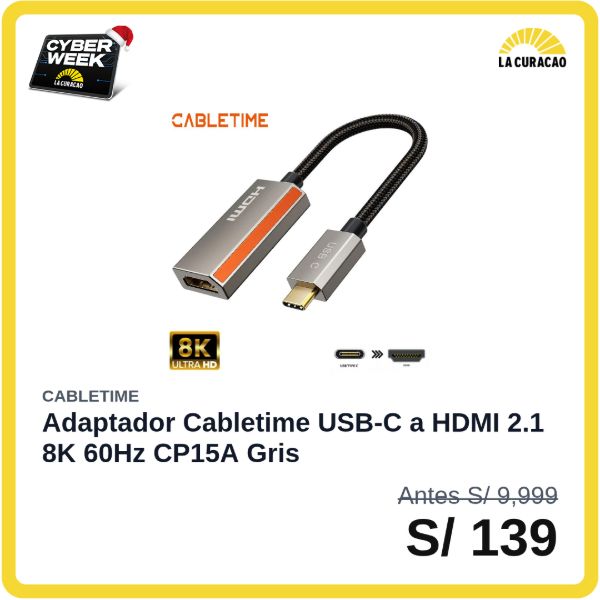 CYBER
WEEK
LA CURACAO
LA CURACAO
CABLETIME
HDMI
USB-C
8K
ULTRA HD
CABLETIME
Adaptador Cabletime USB-C a HDMI 2.1
8K 60Hz CP15A Gris
Antes S/ 9,999
S/ 139